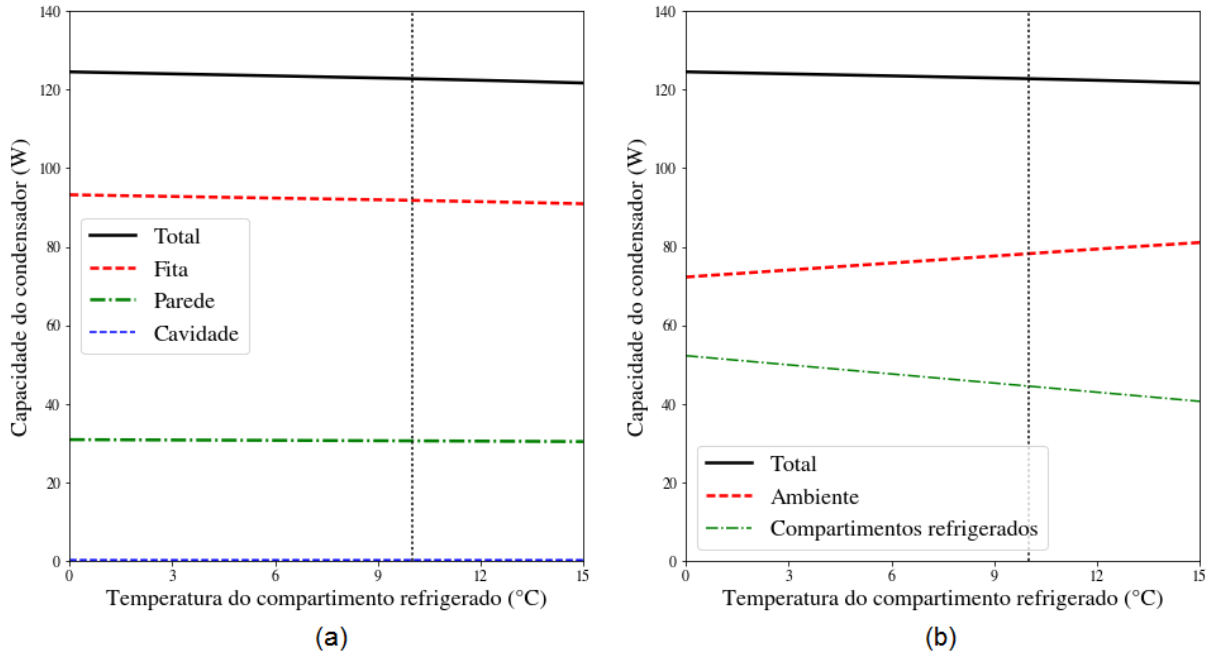 140
120
100
80
60
40
20
0
Capacidade do condensador (W)
Total
Fita
Parede
Cavidade
0 3 6 9 12 15
Temperatura do compartimento refrigerado (°C)
(a)
140
120
100
80
60
40
20
0
Capacidade do condensador (W)
Total
Ambiente
Compartimentos refrigerados
0 3 6 9 12 15
Temperatura do compartimento refrigerado (°C)
(b)